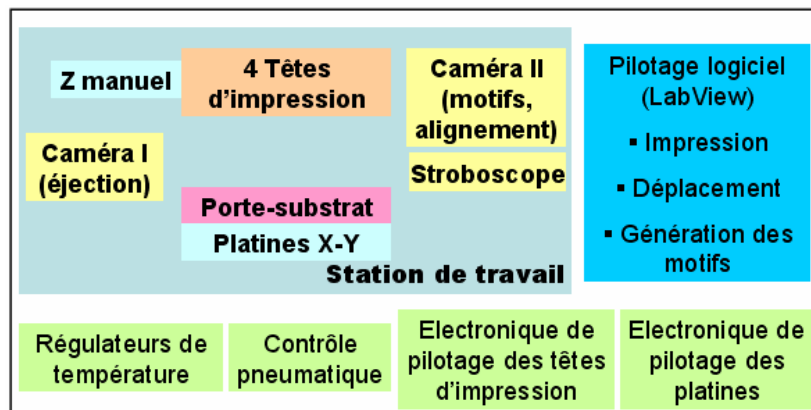 Z manuel
4 Têtes
d’impression
Caméra II
(motifs,
alignement)
Caméra I
(éjection)
Stroboscope
Porte-substrat
Platines X-Y
Station de travail
Pilotage logiciel
(LabView)
▪ Impression
▪ Déplacement
▪ Génération des
motifs
Régulateurs de
température
Contrôle
pneumatique
Electronique de
pilotage des têtes
d’impression
Electronique de
pilotage des
platines